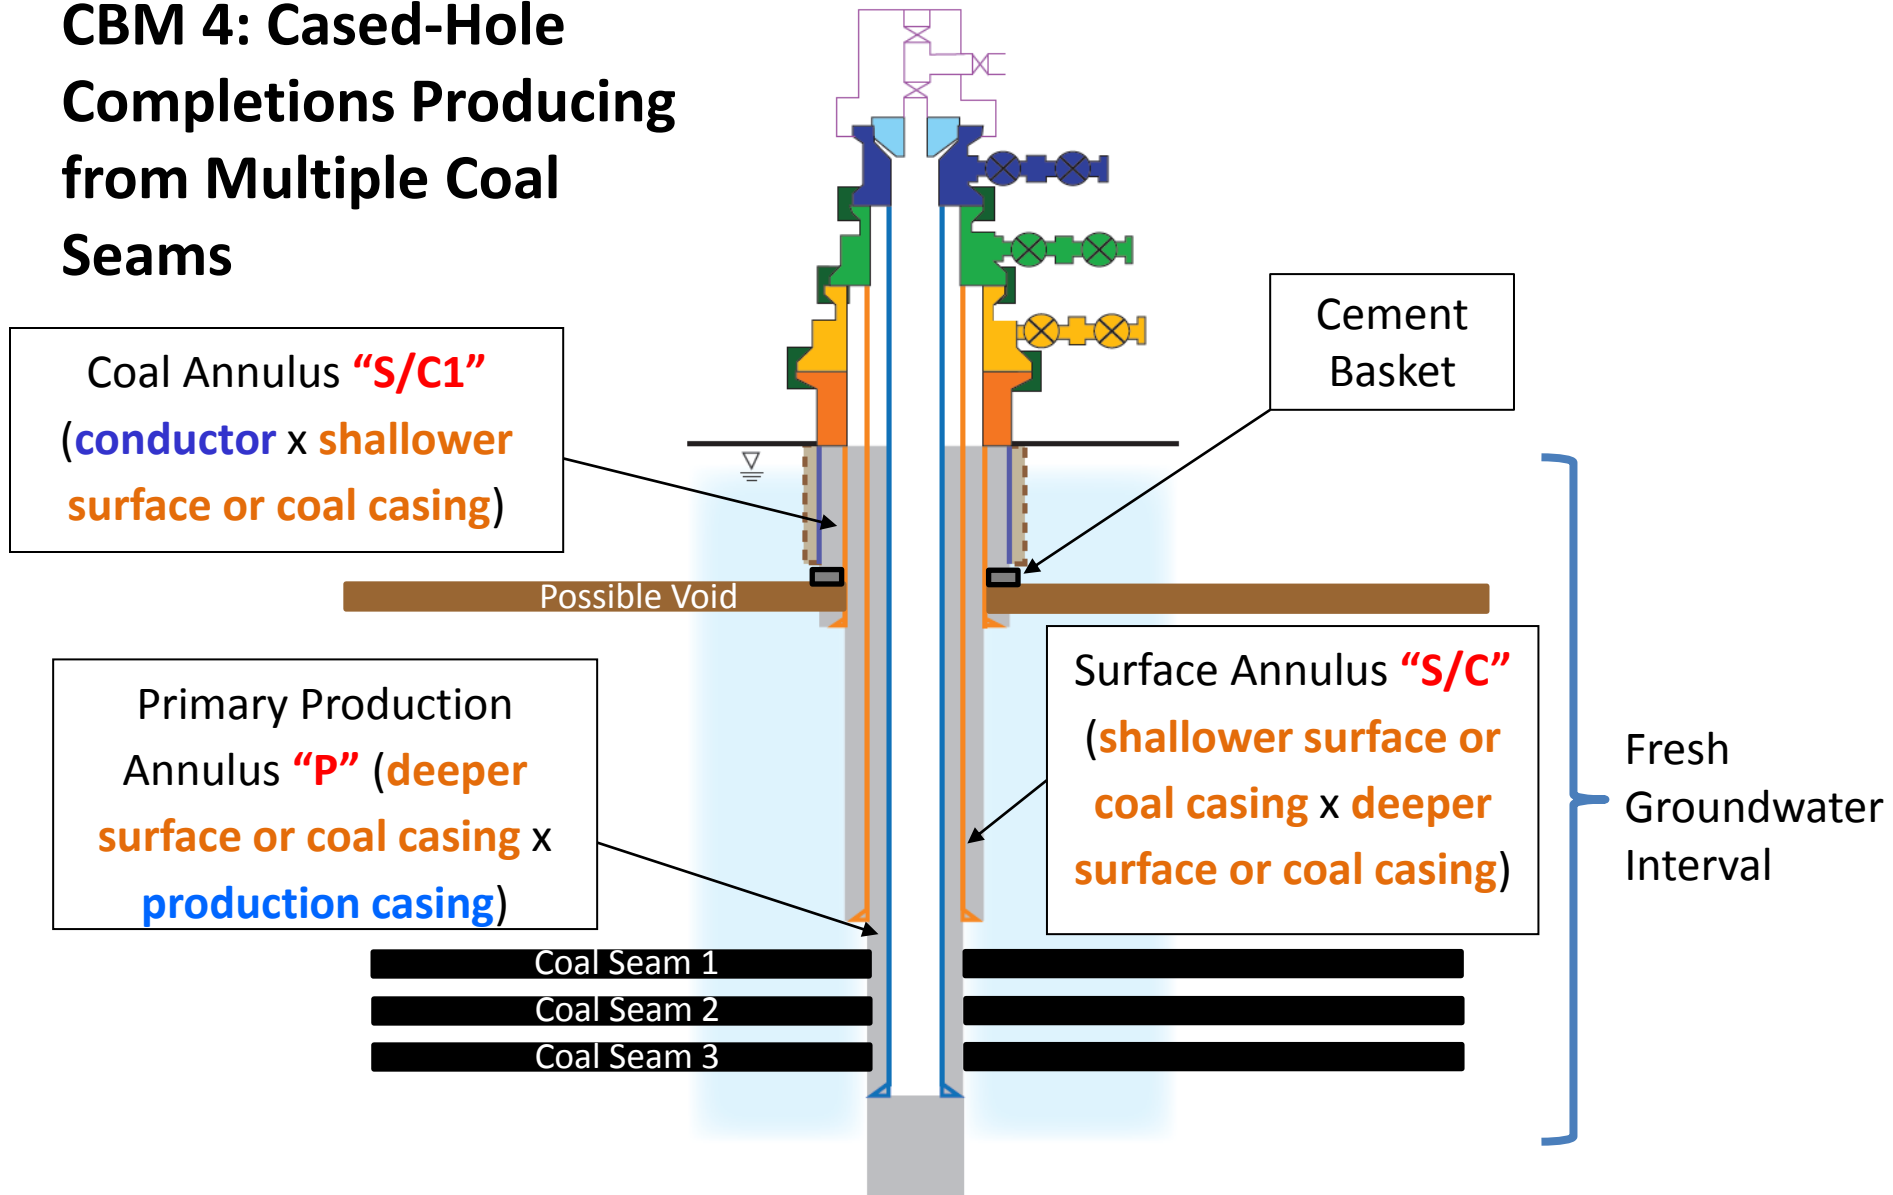 CBM 4: Cased-Hole
Completions Producing
from Multiple Coal
Seams
Coal Annulus “S/C1”
(conductor x shallower
surface or coal casing)
Cement
Basket
Possible Void
Primary Production
Annulus “P” (deeper
surface or coal casing x
production casing)
Surface Annulus “S/C”
(shallower surface or
coal casing x deeper
surface or coal casing)
Fresh
Groundwater
Interval
Coal Seam 1
Coal Seam 2
Coal Seam 3